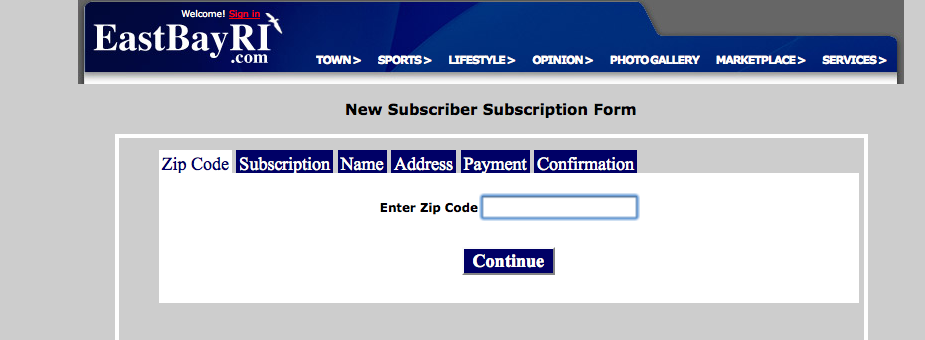 Welcome! Sign in
EastBayRI
.com
TOWN > SPORTS > LIFESTYLE > OPINION > PHOTO GALLERY MARKETPLACE > SERVICES >
New Subscriber Subscription Form
Zip Code Subscription Name Address Payment Confirmation
Enter Zip Code
Continue